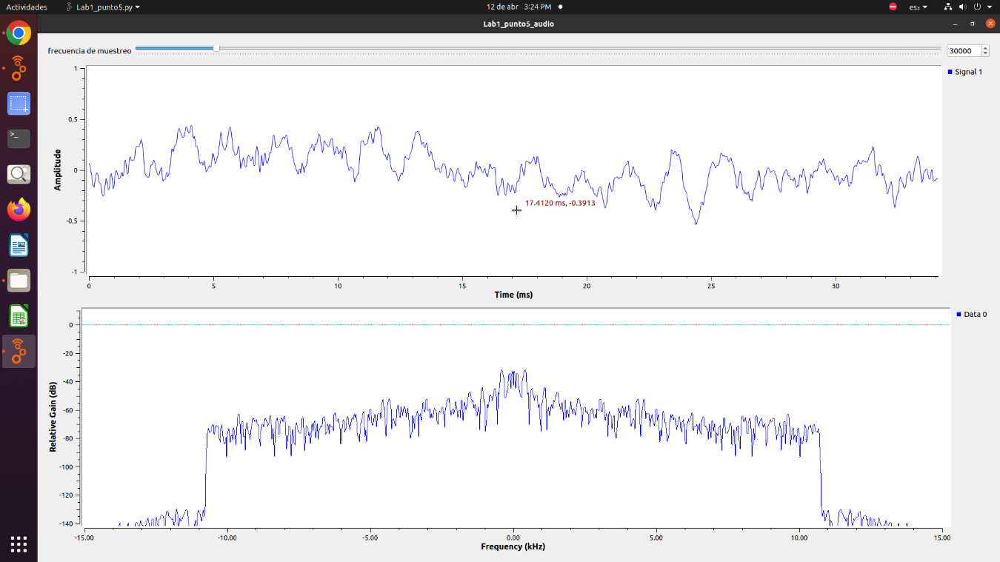 Actividades
Lab1_punto5.py
12 de abr 3:24 PM
es₂
Lab1_punto5_audio
frecuencia de muestreo
30000
1
0,5
0
-0,5
-1
Amplitude
Signal 1
17.4120 ms, -0.3913
0 5 10 15 20 25 30
Time (ms)
0
-20
-40
-60
-80
-100
-120
-140
Relative Gain (dB)
Data 0
-15.00 -10.00 -5.00 0.00 5.00 10.00 15.00
Frequency (kHz)